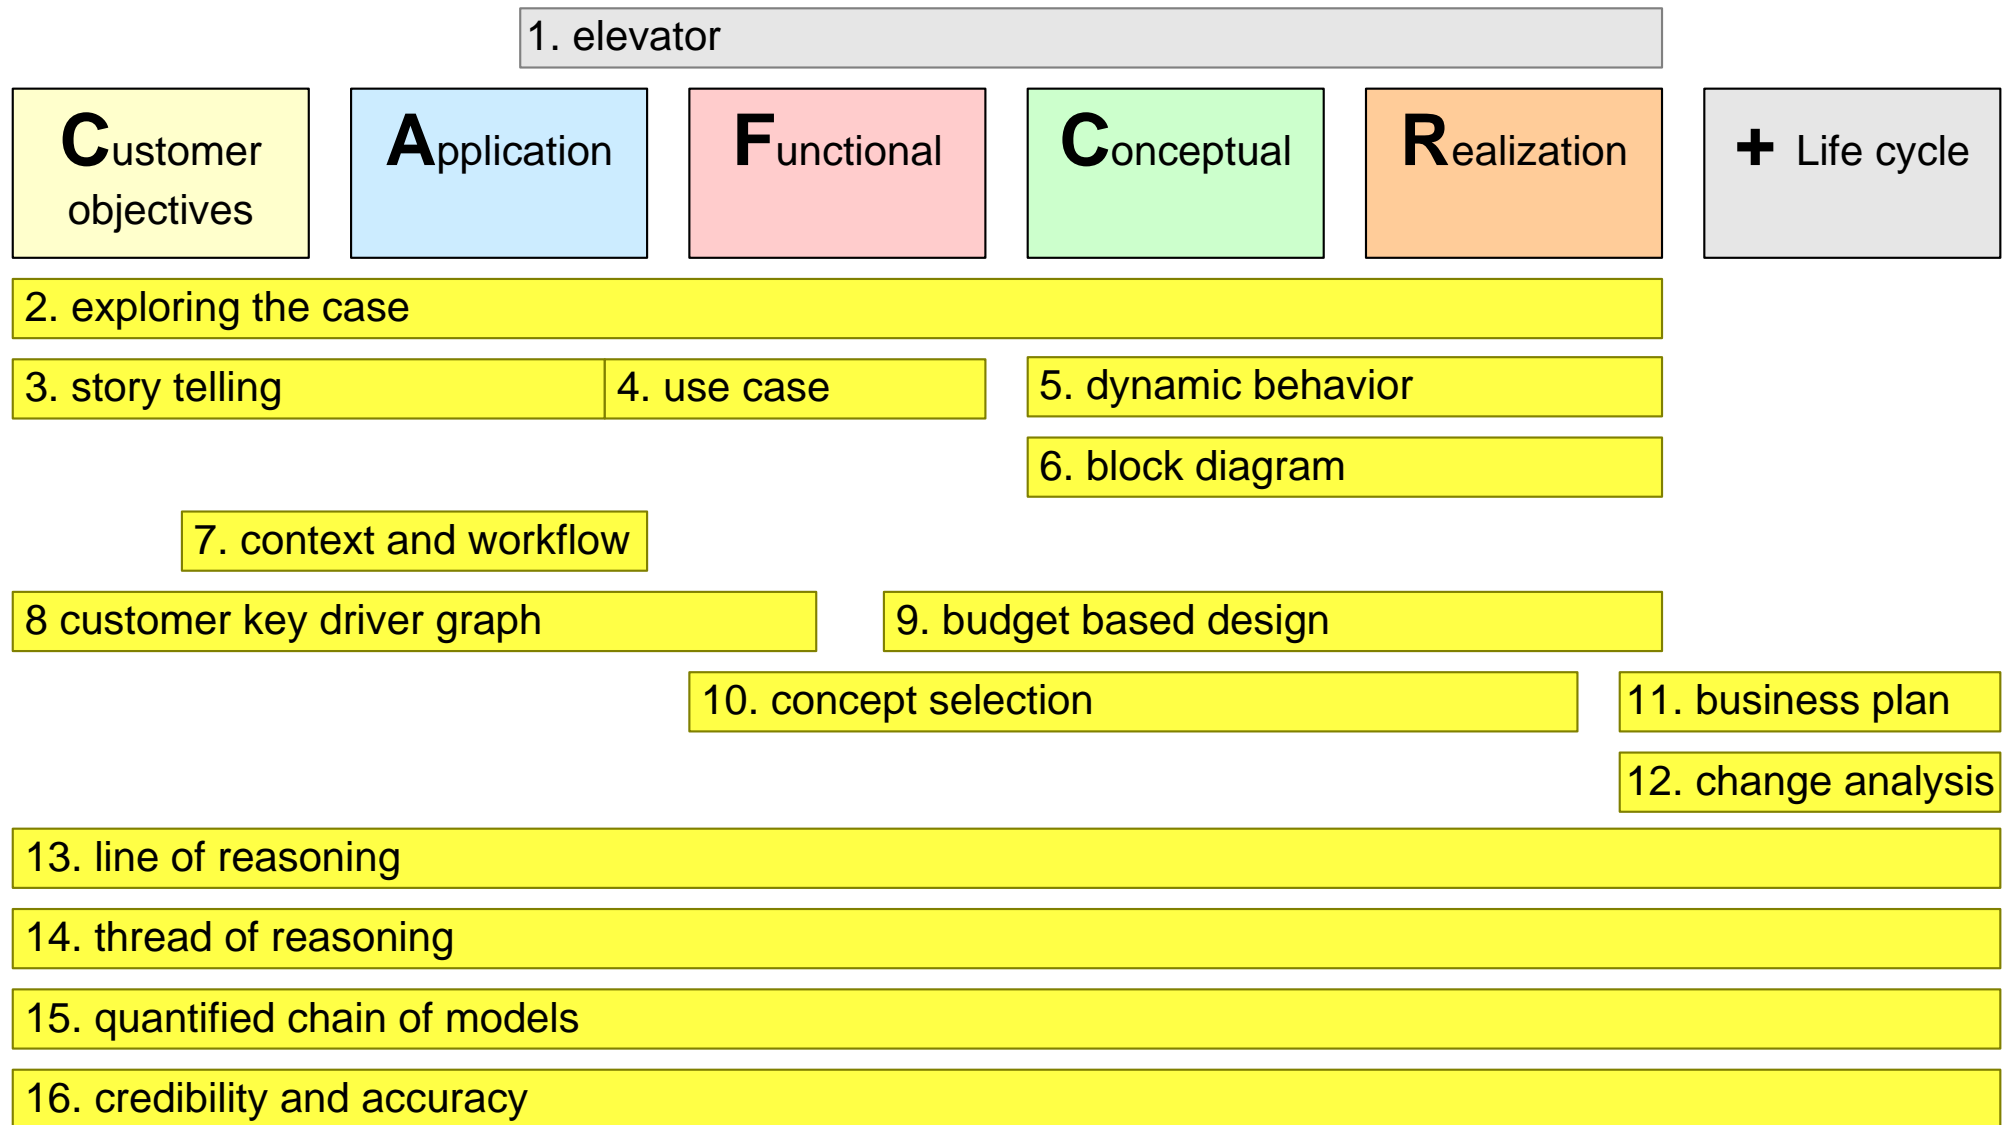 1. elevator
Customer
objectives
Application
Functional
Conceptual
Realization
+ Life cycle
2. exploring the case
3. story telling
4. use case
5. dynamic behavior
6. block diagram
7. context and workflow
8 customer key driver graph
9. budget based design
10. concept selection
11. business plan
12. change analysis
13. line of reasoning
14. thread of reasoning
15. quantified chain of models
16. credibility and accuracy